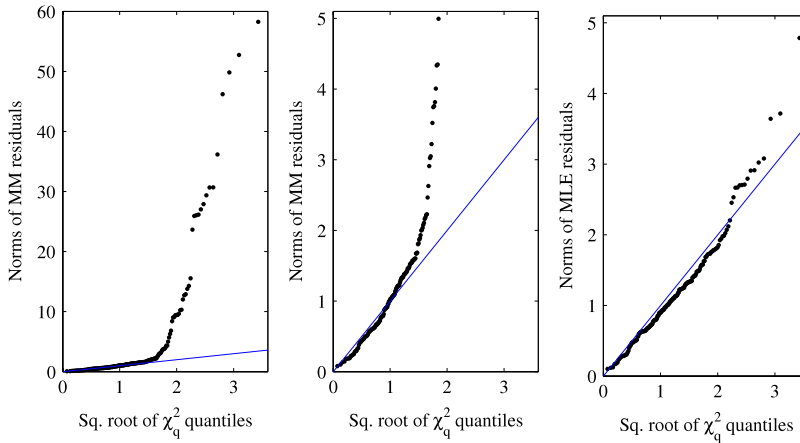 60
50
40
30
20
10
0
0 1 2 3
Norms of MM residuals
Sq. root of χ²_q quantiles
5
4
3
2
1
0
0 1 2 3
Norms of MM residuals
Sq. root of χ²_q quantiles
5
4
3
2
1
0
0 1 2 3
Norms of MLE residuals
Sq. root of χ²_q quantiles